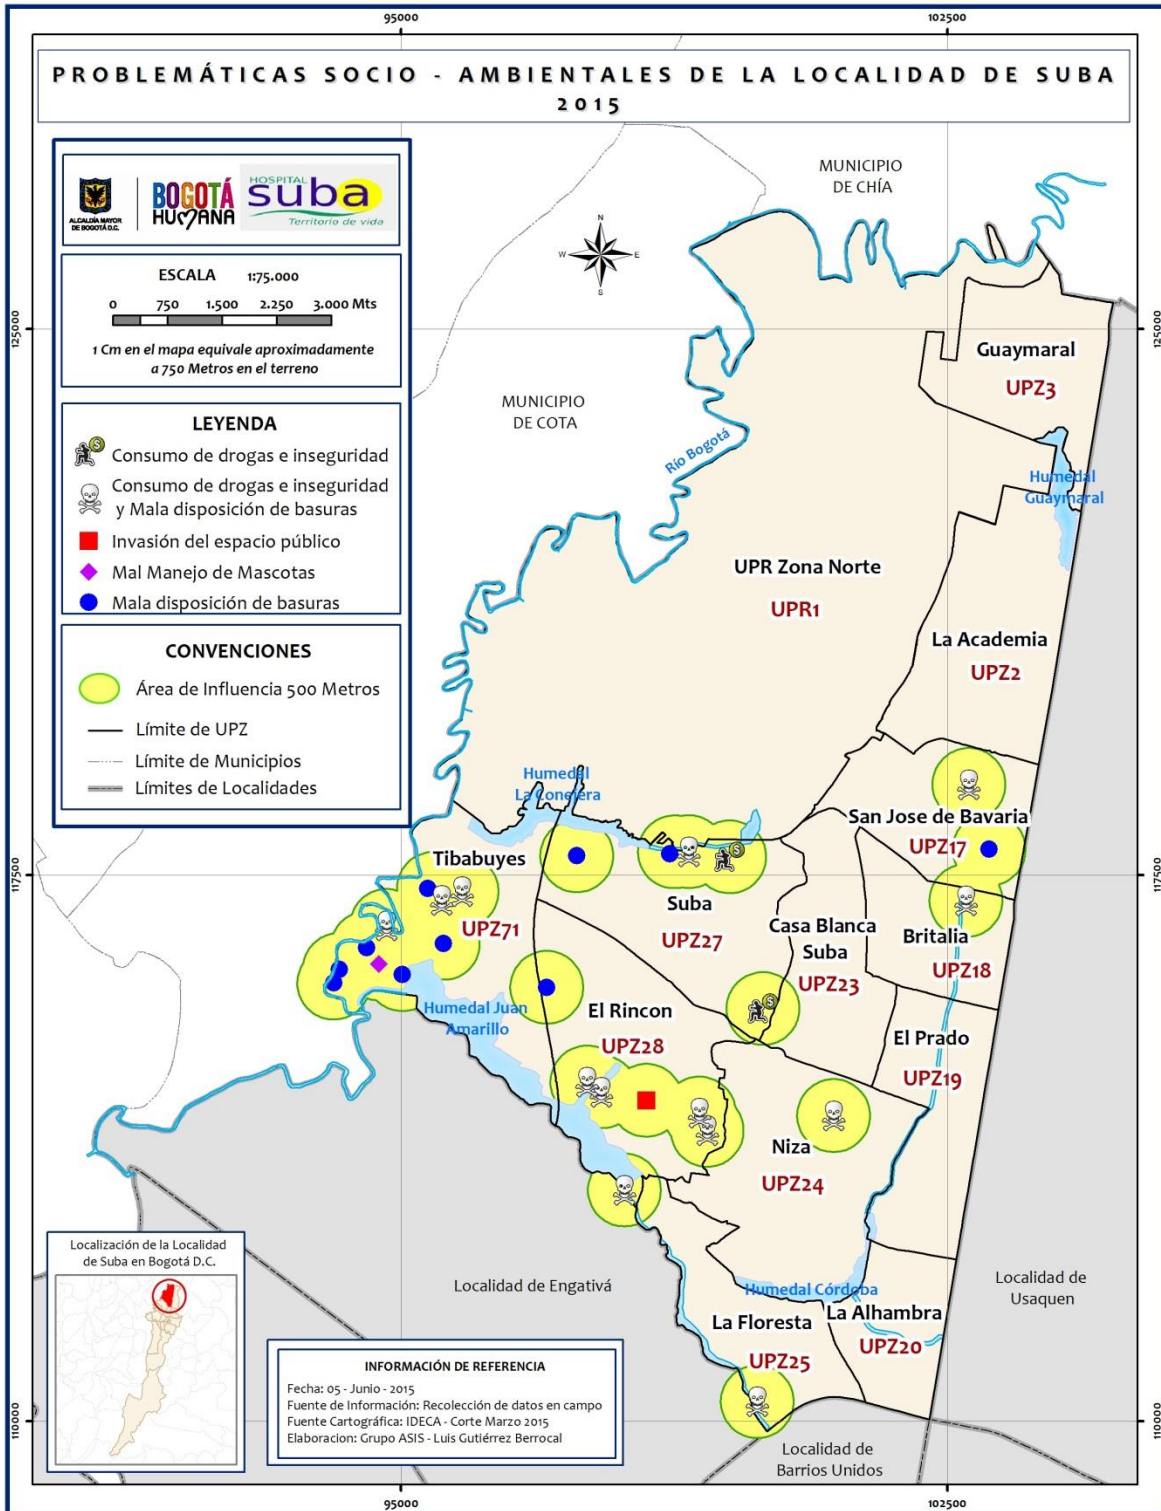 95000
102500
PROBLEMÁTICAS SOCIO - AMBIENTALES DE LA LOCALIDAD DE SUBA
2015
ALCALDÍA MAYOR
DE BOGOTÁ D.C.
BOGOTÁ
HUMANA
HOSPITAL
suba
Territorio de vida
ESCALA 1:75.000
0 750 1.500 2.250 3.000 Mts
1 Cm en el mapa equivale aproximadamente
a 750 Metros en el terreno
LEYENDA
Consumo de drogas e inseguridad
Consumo de drogas e inseguridad
y Mala disposición de basuras
Invasión del espacio público
Mal Manejo de Mascotas
Mala disposición de basuras
CONVENCIONES
Área de Influencia 500 Metros
Límite de UPZ
Límite de Municipios
Límites de Localidades
N
W E
S
MUNICIPIO
DE CHÍA
MUNICIPIO
DE COTA
Río Bogotá
125000
125000
Guaymaral
UPZ3
Humedal
Guaymaral
UPR Zona Norte
UPR1
La Academia
UPZ2
Humedal
La Conejera
San Jose de Bavaria
UPZ17
Tibabuyes
UPZ71
117500
117500
Suba
UPZ27
Casa Blanca
Suba
UPZ23
Britalia
UPZ18
Humedal Juan
Amarillo
El Rincon
UPZ28
El Prado
UPZ19
Niza
UPZ24
Localidad de Engativá
Humedal Córdoba
Localidad de
Usaquen
La Floresta
UPZ25
La Alhambra
UPZ20
Localidad de
Barrios Unidos
Localización de la Localidad
de Suba en Bogotá D.C.
INFORMACIÓN DE REFERENCIA
Fecha: 05 - Junio - 2015
Fuente de Información: Recolección de datos en campo
Fuente Cartográfica: IDECA - Corte Marzo 2015
Elaboracion: Grupo ASIS - Luis Gutiérrez Berrocal
110000
110000
95000
102500